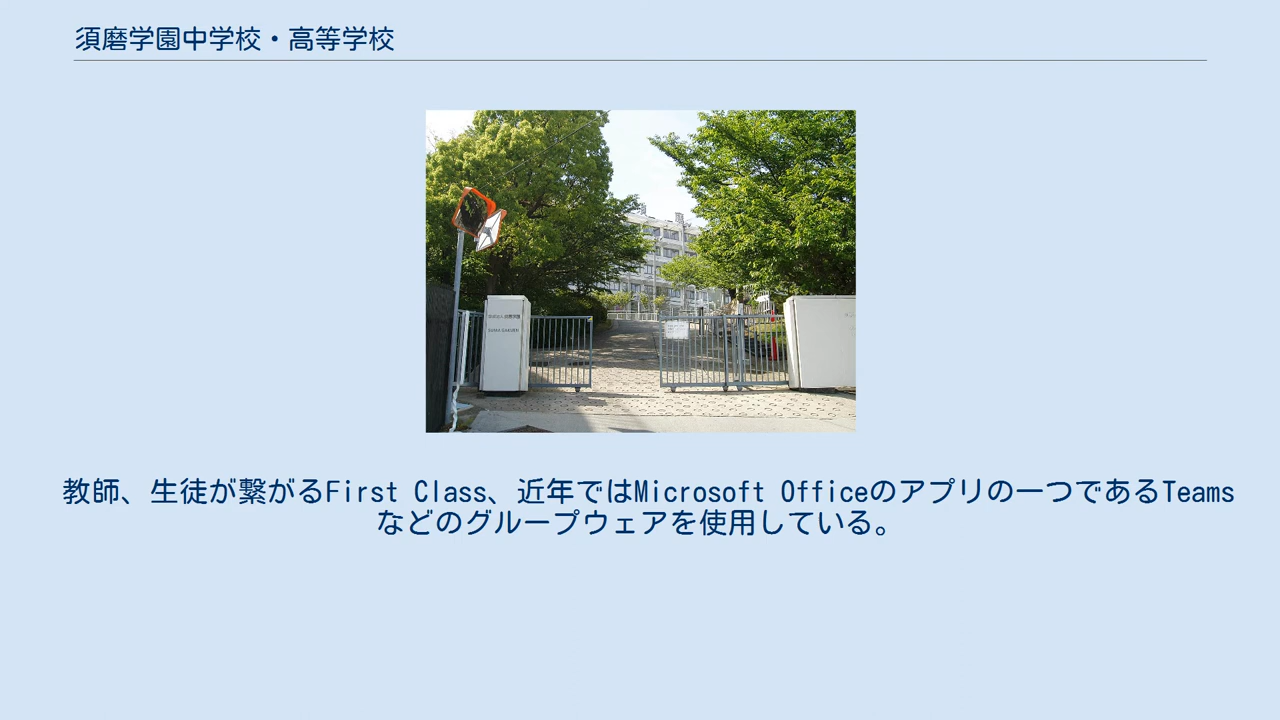 須磨学園中学校・高等学校
教師、生徒が繋がるFirst Class、近年ではMicrosoft Officeのアプリの一つであるTeams
などのグループウェアを使用している。